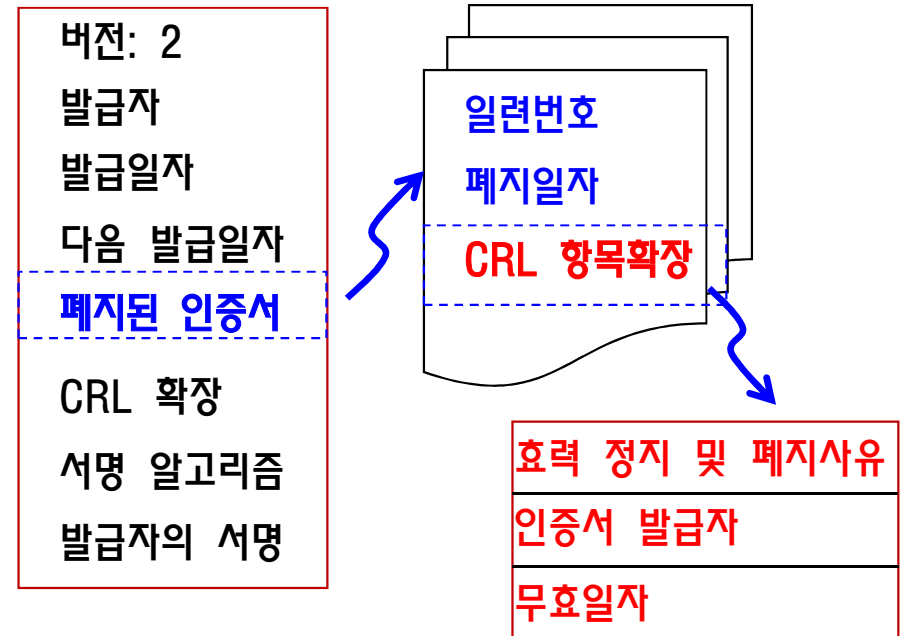 버전: 2
발급자
발급일자
다음 발급일자
폐지된 인증서
CRL 확장
서명 알고리즘
발급자의 서명
일련번호
폐지일자
CRL 항목확장
효력 정지 및 폐지사유
인증서 발급자
무효일자